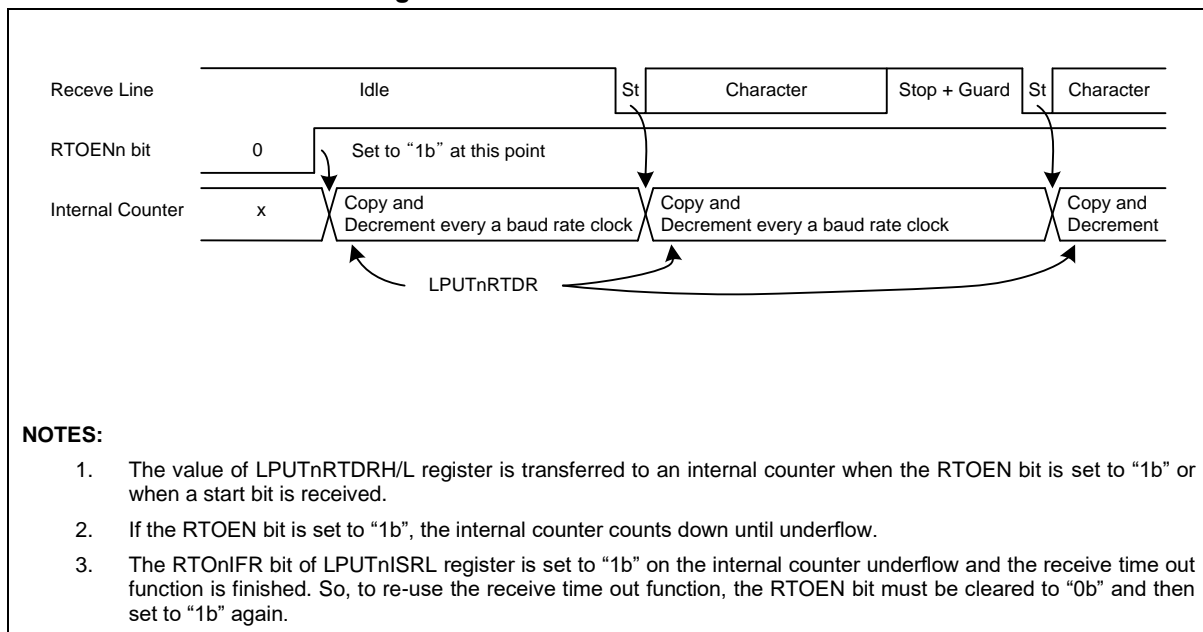 Receve Line
Idle
St
Character
Stop + Guard
St
Character
RTOENn bit
0
Set to “1b” at this point
Internal Counter
x
Copy and
Decrement every a baud rate clock
Copy and
Decrement every a baud rate clock
Copy and
Decrement
LPUTnRTDR
NOTES:
1. The value of LPUTnRTDRH/L register is transferred to an internal counter when the RTOEN bit is set to “1b” or
when a start bit is received.
2. If the RTOEN bit is set to “1b”, the internal counter counts down until underflow.
3. The RTOnIFR bit of LPUTnISRL register is set to “1b” on the internal counter underflow and the receive time out
function is finished. So, to re-use the receive time out function, the RTOEN bit must be cleared to “0b” and then
set to “1b” again.